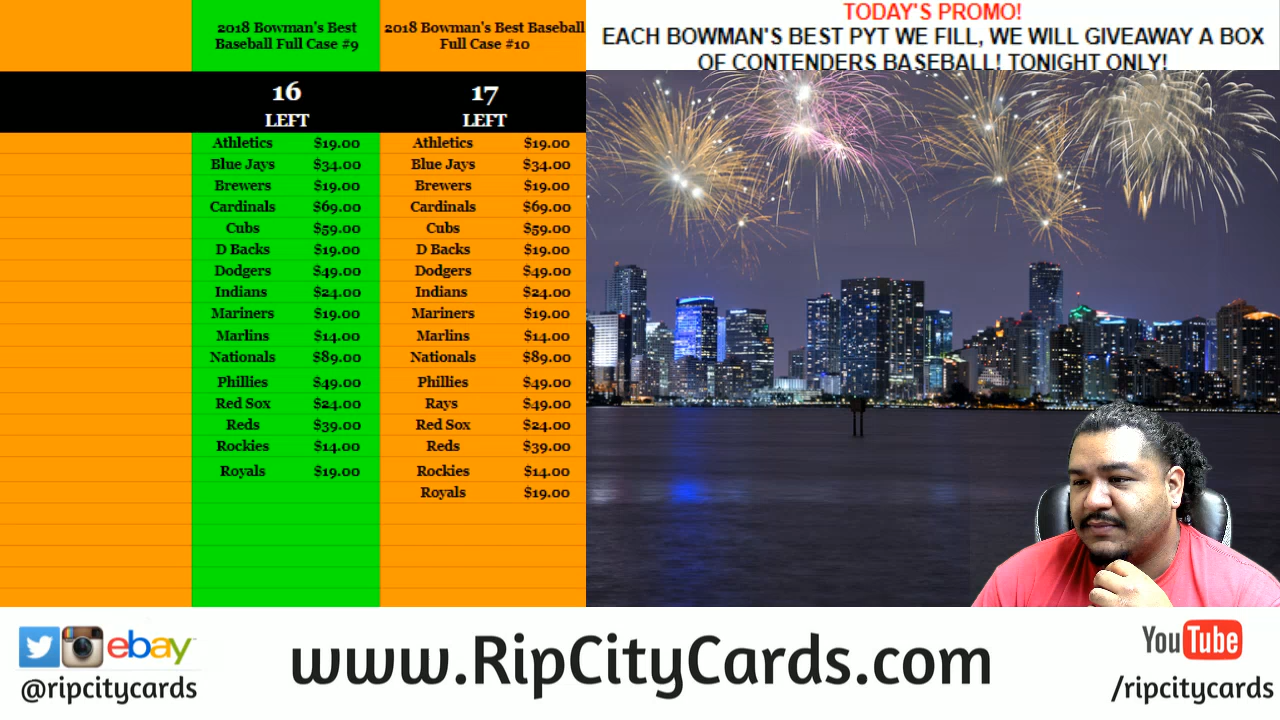 2018 Bowman's Best
Baseball Full Case #9
2018 Bowman's Best Baseball
Full Case #10
TODAY'S PROMO!
EACH BOWMAN'S BEST PYT WE FILL, WE WILL GIVEAWAY A BOX
OF CONTENDERS BASEBALL! TONIGHT ONLY!
16
LEFT
17
LEFT
Athletics $19.00 Athletics $19.00
Blue Jays $34.00 Blue Jays $34.00
Brewers $19.00 Brewers $19.00
Cardinals $69.00 Cardinals $69.00
Cubs $59.00 Cubs $59.00
D Backs $19.00 D Backs $19.00
Dodgers $49.00 Dodgers $49.00
Indians $24.00 Indians $24.00
Mariners $19.00 Mariners $19.00
Marlins $14.00 Marlins $14.00
Nationals $89.00 Nationals $89.00
Phillies $49.00 Phillies $49.00
Red Sox $24.00 Rays $49.00
Reds $39.00 Red Sox $24.00
Rockies $14.00 Reds $39.00
Royals $19.00 Rockies $14.00
Royals $19.00
ebay
@ripcitycards
www.RipCityCards.com
YouTube
/ripcitycards